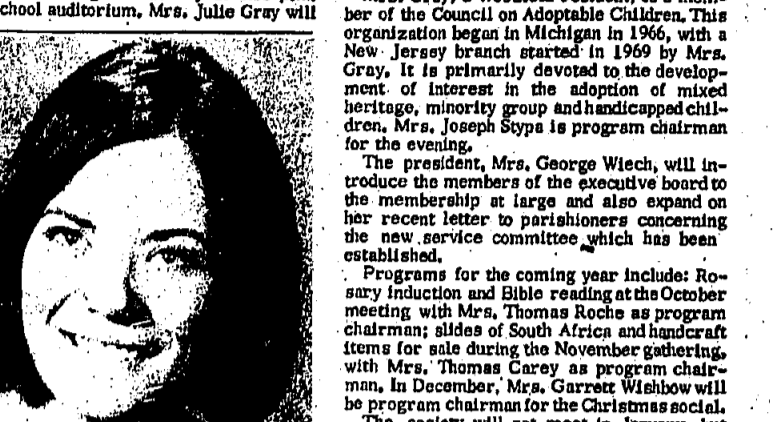 chool auditorium. Mrs. Julie Gray will
ber of the Council on Adoptable Children. This
organization began in Michigan in 1966, with a
New Jersey branch started in 1969 by Mrs.
Gray. It is primarily devoted to the develop-
ment of interest in the adoption of mixed
heritage, minority group and handicapped chil-
dren. Mrs. Joseph Stypa is program chairman
for the evening.
The president, Mrs. George Wiech, will in-
troduce the members of the executive board to
the membership at large and also expand on
her recent letter to parishioners concerning
the new service committee which has been
established.
Programs for the coming year include: Ro-
sary induction and Bible reading at the October
meeting with Mrs. Thomas Roche as program
chairman; slides of South Africa and handcraft
items for sale during the November gathering,
with Mrs. Thomas Carey as program chair-
man. In December, Mrs. Garrett Wishbow will
be program chairman for the Christmas social.